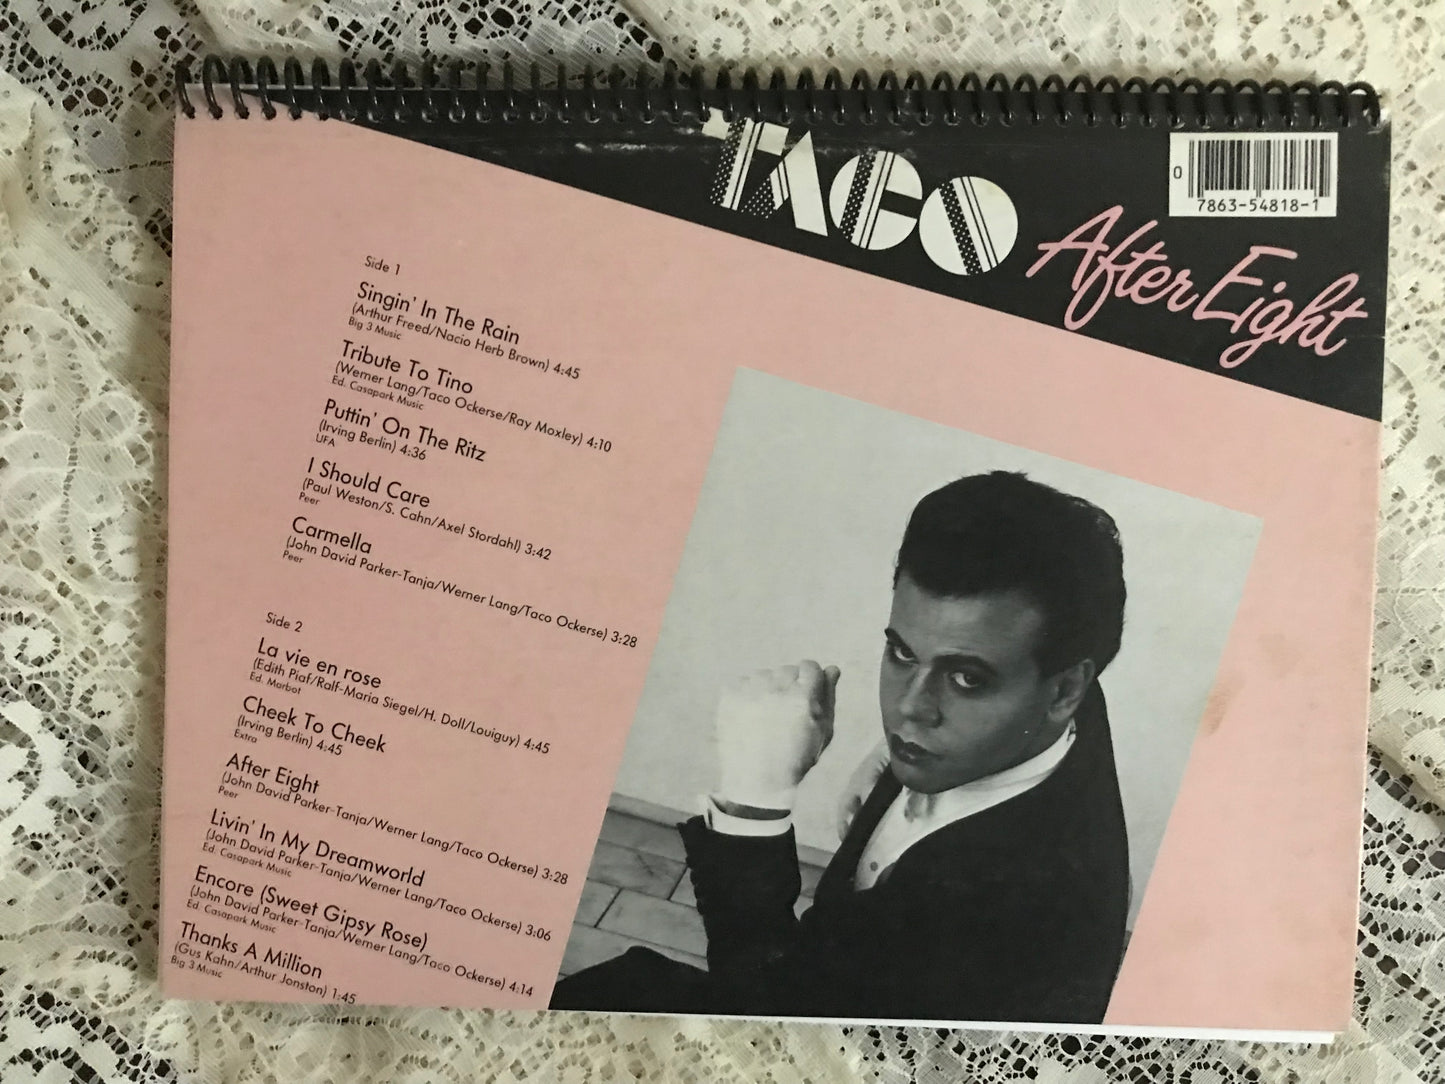 TACO
After Eight
0
7863-54818-1
Side 1
Singin' In The Rain
(Arthur Freed/Nacio Herb Brown) 4:45
Big 3 Music
Tribute To Tino
(Werner Lang/Taco Ockerse/Ray Moxley) 4:10
Ed. Casapark Music
Puttin' On The Ritz
(Irving Berlin) 4:36
UFA
I Should Care
(Paul Weston/S. Cahn/Axel Stordahl) 3:42
Peer
Carmella
(John David Parker-Tanja/Werner Lang/Taco Ockerse) 3:28
Peer
Side 2
La vie en rose
(Edith Piaf/Ralf-Maria Siegel/H. Doll/Louiguy) 4:45
Ed. Marbot
Cheek To Cheek
(Irving Berlin) 4:45
Extra
After Eight
(John David Parker-Tanja/Werner Lang/Taco Ockerse) 3:28
Peer
Livin' In My Dreamworld
(John David Parker-Tanja/Werner Lang/Taco Ockerse) 3:06
Ed. Casapark Music
Encore (Sweet Gipsy Rose)
(John David Parker-Tanja/Werner Lang/Taco Ockerse) 4:14
Ed. Casapark Music
Thanks A Million
(Gus Kahn/Arthur Jonston) 1:45
Big 3 Music